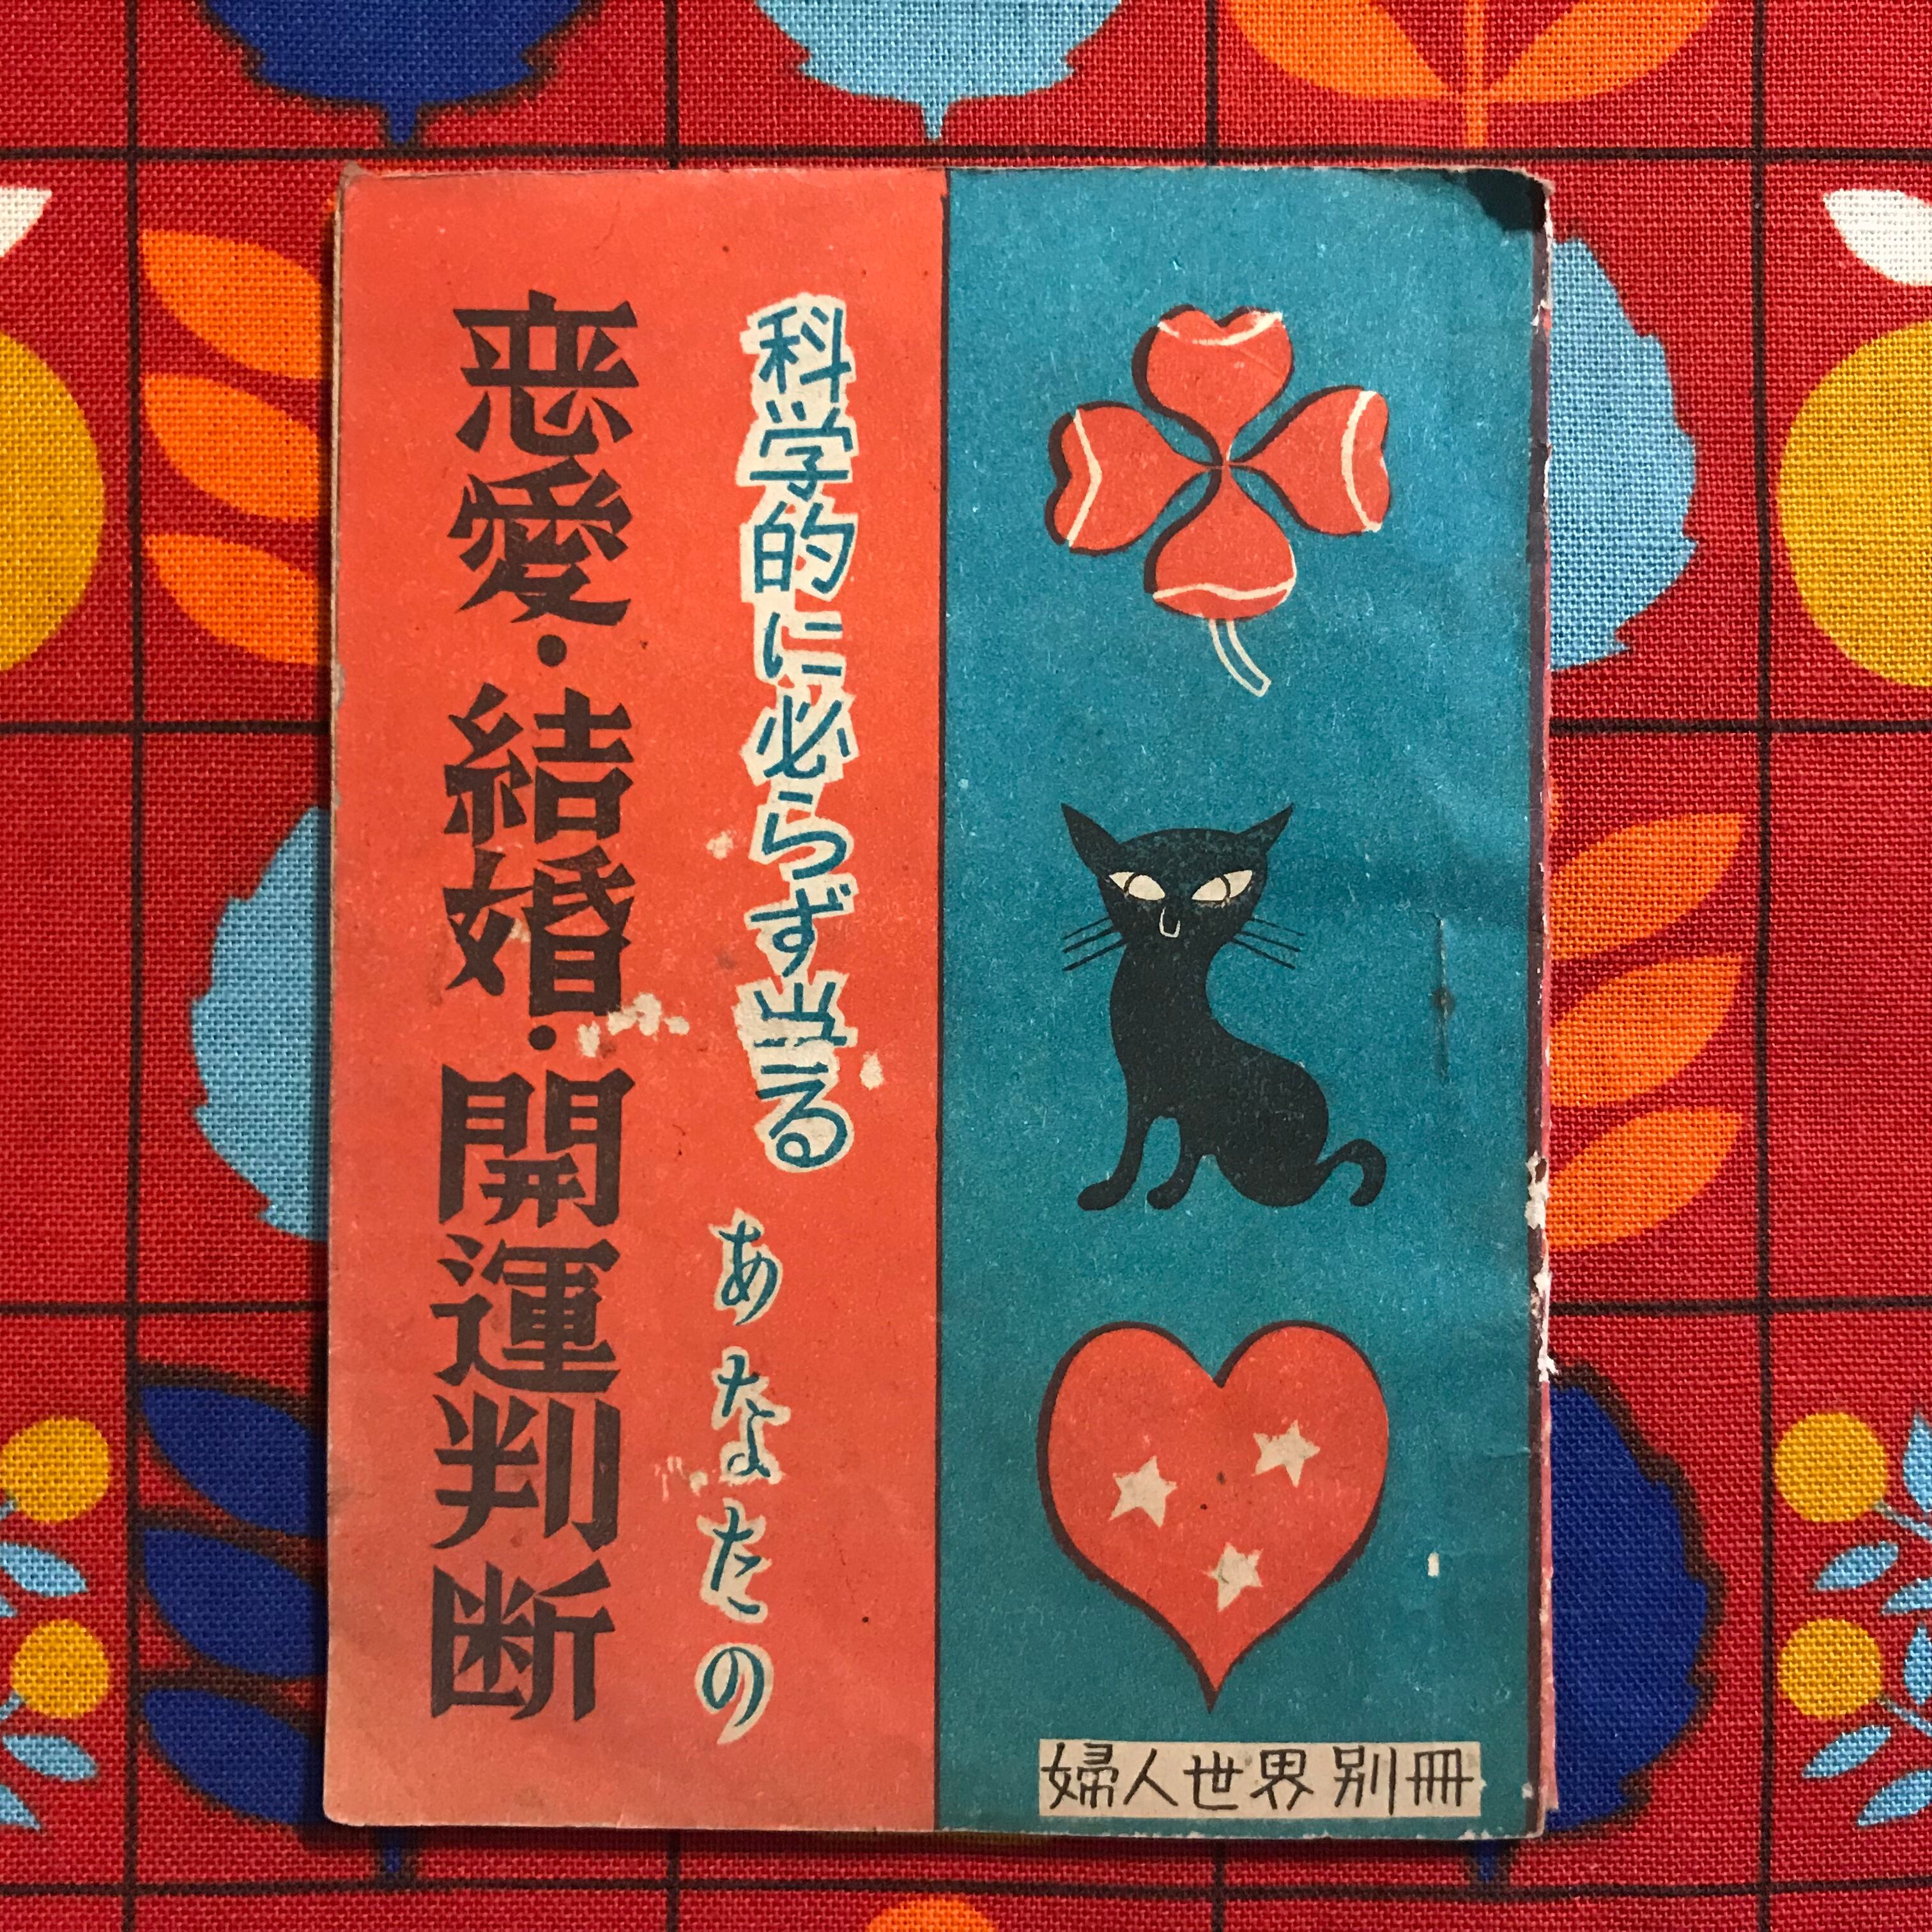 科学的に必らず当る
あなたの
恋愛・結婚・開運判断
婦人世界別冊